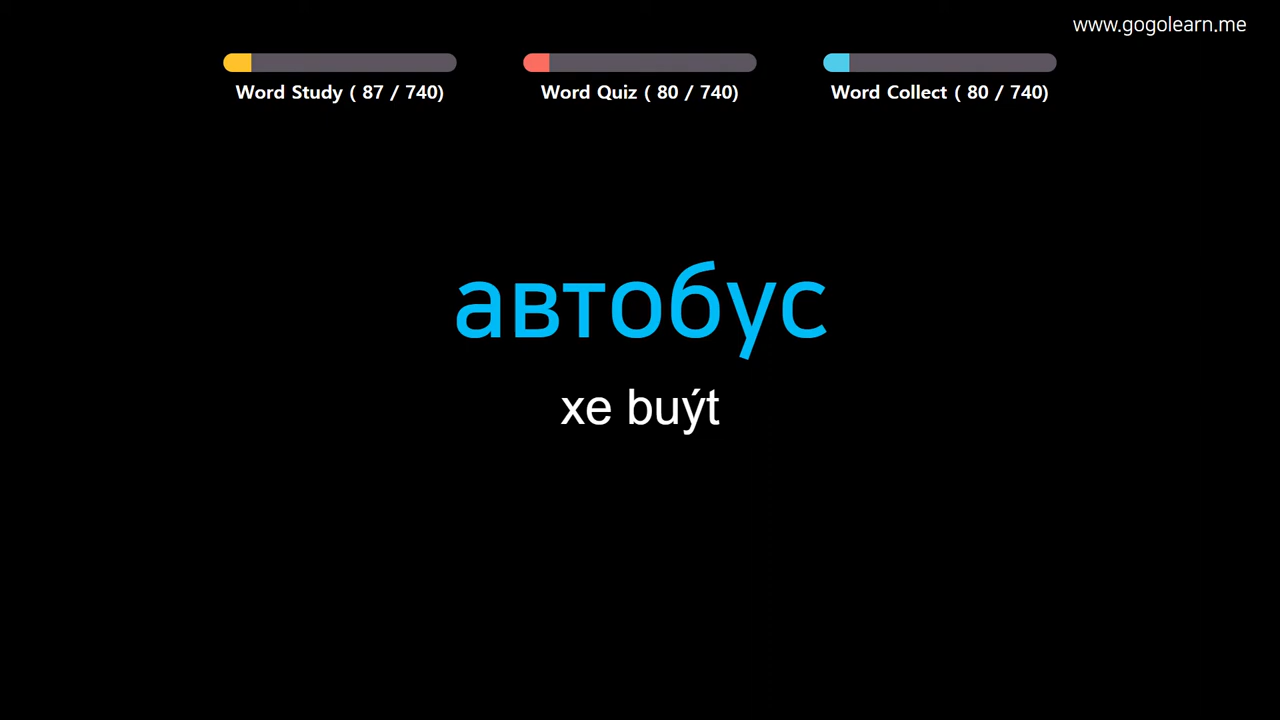 www.gogolearn.me
Word Study ( 87 / 740)
Word Quiz ( 80 / 740)
Word Collect ( 80 / 740)
автобус
xe buýt